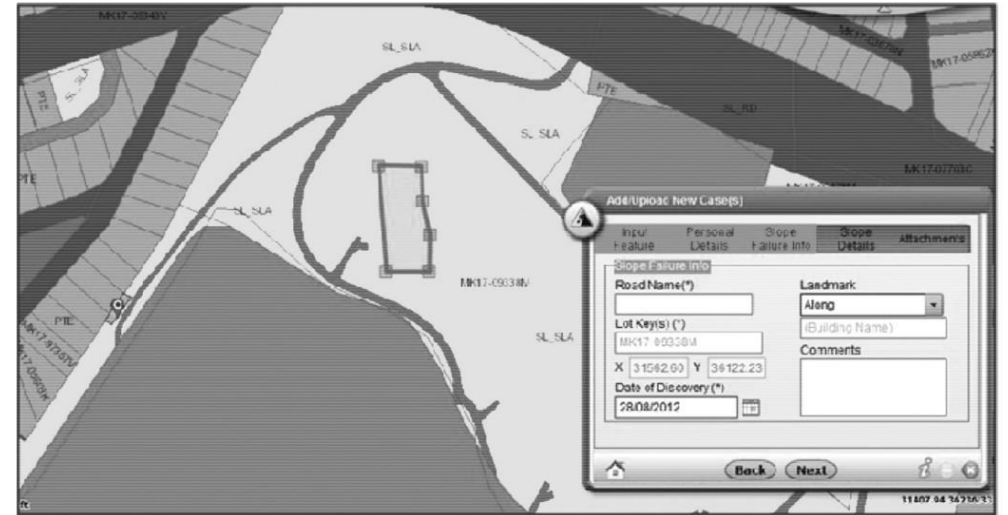 SL_SLA
SL_SLA
PTE
SL_RD
PTE
MK17-07783C
SL_SLA
MK17-09338M
PTE
SL_SLA
PTE
Add/Upload New Case(s)
Input Feature
Personal Details
Slope Failure Info
Slope Details
Attachments
Slope Failure Info
Road Name(*)
Landmark
Along
Lot Key(s) (*)
(Building Name)
MK17-09338M
Comments
X 31562.60 Y 36122.23
Date of Discovery (*)
28/08/2012
Back
Next